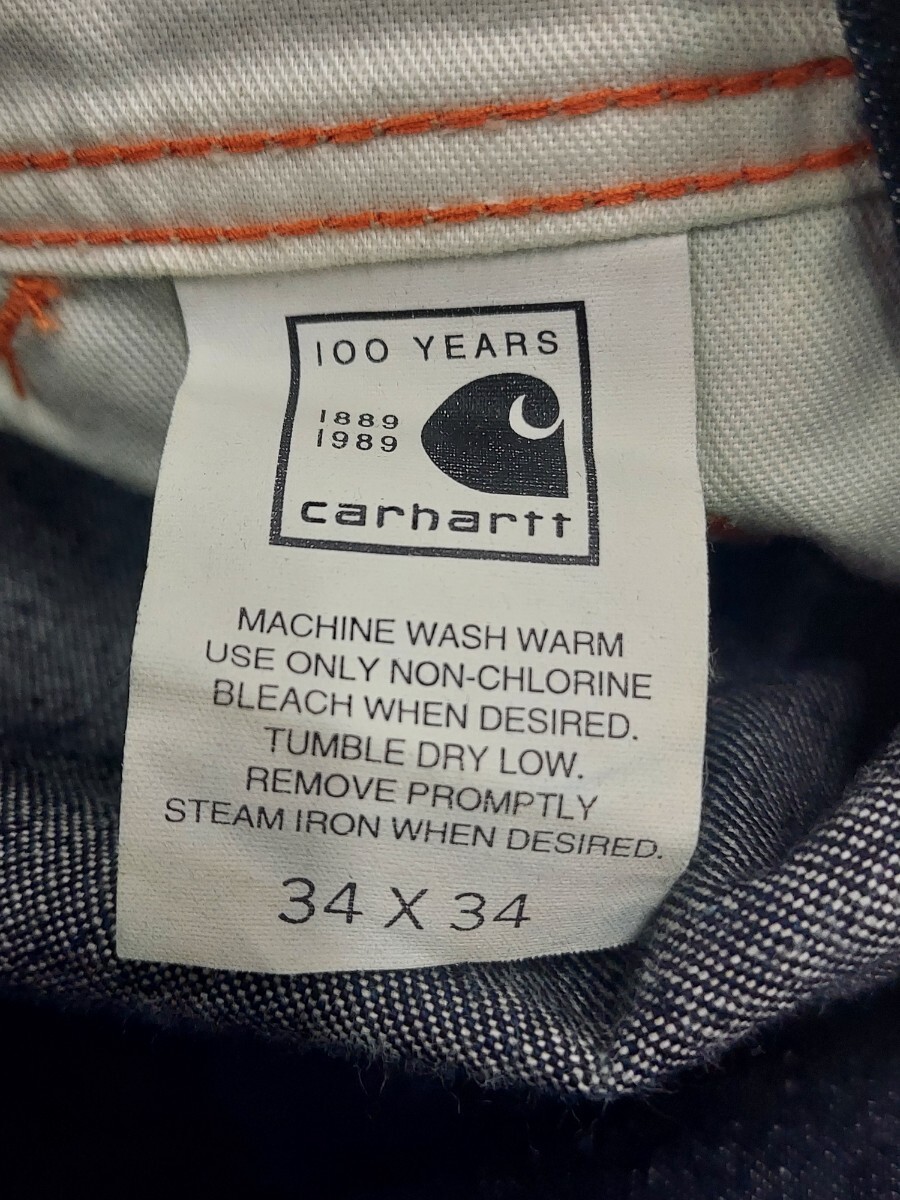 100 YEARS
1889
1989
carhartt
MACHINE WASH WARM
USE ONLY NON-CHLORINE
BLEACH WHEN DESIRED.
TUMBLE DRY LOW.
REMOVE PROMPTLY
STEAM IRON WHEN DESIRED.
34 X 34